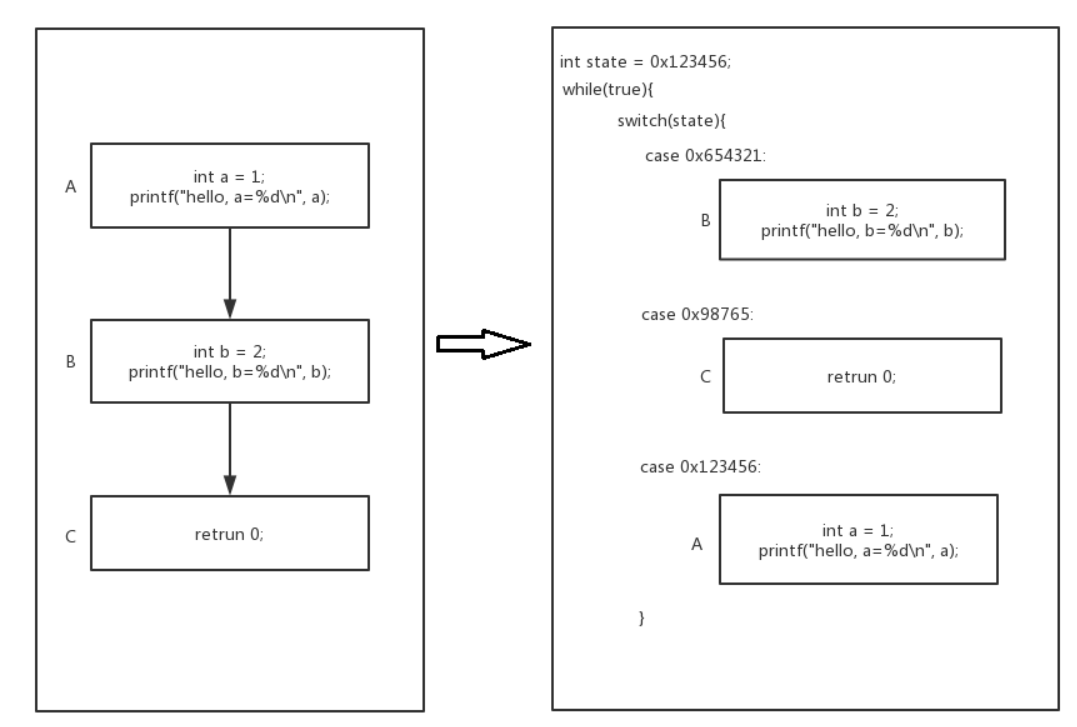 A
int a = 1;
printf("hello, a=%d\n", a);
B
int b = 2;
printf("hello, b=%d\n", b);
C
retrun 0;
int state = 0x123456;
while(true){
switch(state){
case 0x654321:
B
int b = 2;
printf("hello, b=%d\n", b);
case 0x98765:
C
retrun 0;
case 0x123456:
A
int a = 1;
printf("hello, a=%d\n", a);
}